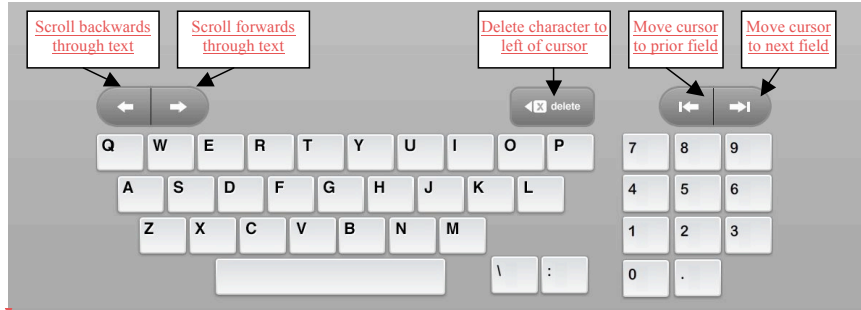 Scroll backwards
through text
Scroll forwards
through text
Delete character to
left of cursor
Move cursor
to prior field
Move cursor
to next field
x delete
Q W E R T Y U I O P 7 8 9
A S D F G H J K L 4 5 6
Z X C V B N M 1 2 3
\ : 0 .